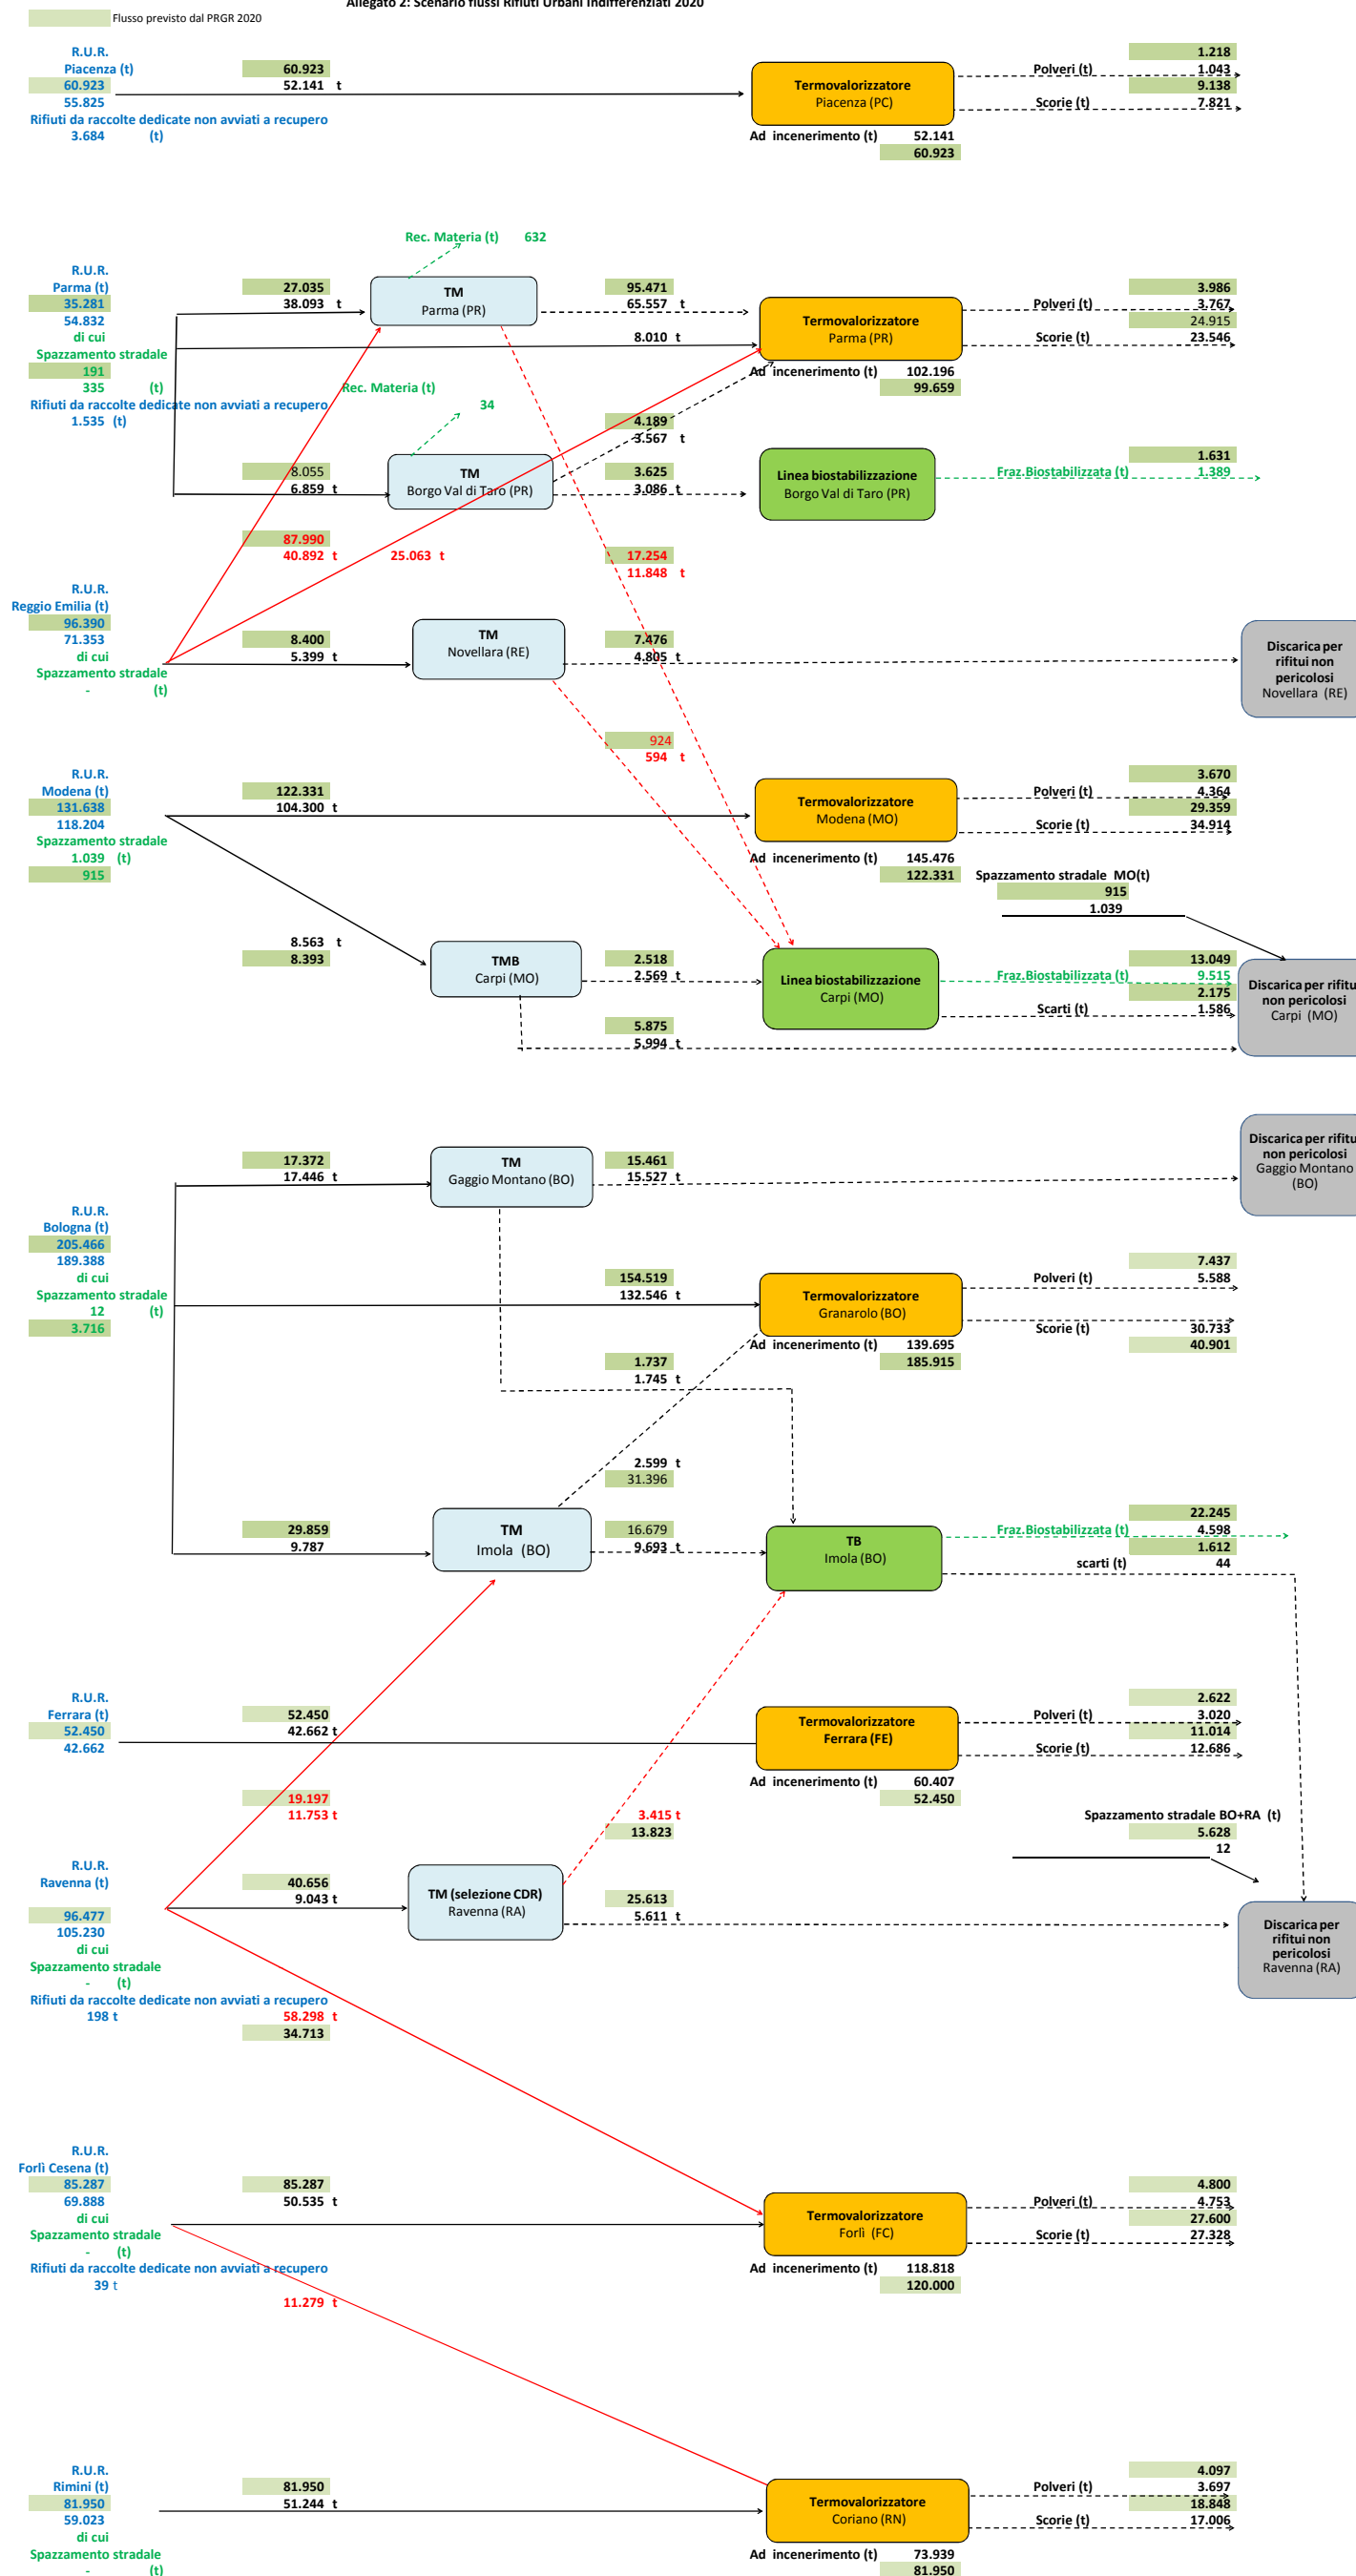 Allegato 2: Scenario flussi Rifiuti Urbani Indifferenziati 2020
Flusso previsto dal PRGR 2020
R.U.R.
Piacenza (t)
60.923
55.825
Rifiuti da raccolte dedicate non avviati a recupero
3.684 (t)
60.923
52.141 t
Termovalorizzatore
Piacenza (PC)
Ad incenerimento (t) 52.141
60.923
1.218
Polveri (t) 1.043
9.138
Scorie (t) 7.821
Rec. Materia (t) 632
R.U.R.
Parma (t)
35.281
54.832
di cui
Spazzamento stradale
191
335 (t)
Rifiuti da raccolte dedicate non avviati a recupero
1.535 (t)
27.035
38.093 t
TM
Parma (PR)
95.471
65.557 t
8.010 t
Termovalorizzatore
Parma (PR)
Ad incenerimento (t) 102.196
99.659
3.986
Polveri (t) 3.767
24.915
Scorie (t) 23.546
Rec. Materia (t)
34
4.189
3.567 t
8.055
6.859 t
TM
Borgo Val di Taro (PR)
3.625
3.086 t
Linea biostabilizzazione
Borgo Val di Taro (PR)
1.631
Fraz.Biostabilizzata (t) 1.389
87.990
40.892 t 25.063 t
17.254
11.848 t
R.U.R.
Reggio Emilia (t)
96.390
71.353
di cui
Spazzamento stradale
- (t)
8.400
5.399 t
TM
Novellara (RE)
7.476
4.805 t
Discarica per
rifitui non
pericolosi
Novellara (RE)
924
594 t
R.U.R.
Modena (t)
131.638
118.204
Spazzamento stradale
1.039 (t)
915
122.331
104.300 t
Termovalorizzatore
Modena (MO)
Ad incenerimento (t) 145.476
122.331
3.670
Polveri (t) 4.364
29.359
Scorie (t) 34.914
Spazzamento stradale MO(t)
915
1.039
8.563 t
8.393
TMB
Carpi (MO)
2.518
2.569 t
5.875
5.994 t
Linea biostabilizzazione
Carpi (MO)
13.049
Fraz.Biostabilizzata (t) 9.515
2.175
Scarti (t) 1.586
Discarica per rifitu
non pericolosi
Carpi (MO)
17.372
17.446 t
TM
Gaggio Montano (BO)
15.461
15.527 t
Discarica per rifitu
non pericolosi
Gaggio Montano
(BO)
R.U.R.
Bologna (t)
205.466
189.388
di cui
Spazzamento stradale
12 (t)
3.716
154.519
132.546 t
Termovalorizzatore
Granarolo (BO)
Ad incenerimento (t) 139.695
185.915
7.437
Polveri (t) 5.588
Scorie (t) 30.733
40.901
1.737
1.745 t
2.599 t
31.396
29.859
9.787
TM
Imola (BO)
16.679
9.693 t
TB
Imola (BO)
22.245
Fraz.Biostabilizzata (t) 4.598
1.612
scarti (t) 44
R.U.R.
Ferrara (t)
52.450
42.662
52.450
42.662 t
Termovalorizzatore
Ferrara (FE)
Ad incenerimento (t) 60.407
52.450
2.622
Polveri (t) 3.020
11.014
Scorie (t) 12.686
19.197
11.753 t
3.415 t
13.823
Spazzamento stradale BO+RA (t)
5.628
12
R.U.R.
Ravenna (t)
96.477
105.230
di cui
Spazzamento stradale
- (t)
Rifiuti da raccolte dedicate non avviati a recupero
198 t
40.656
9.043 t
TM (selezione CDR)
Ravenna (RA)
25.613
5.611 t
Discarica per
rifitui non
pericolosi
Ravenna (RA)
58.298 t
34.713
R.U.R.
Forlì Cesena (t)
85.287
69.888
di cui
Spazzamento stradale
- (t)
Rifiuti da raccolte dedicate non avviati a recupero
39 t
85.287
50.535 t
Termovalorizzatore
Forlì (FC)
Ad incenerimento (t) 118.818
120.000
4.800
Polveri (t) 4.753
27.600
Scorie (t) 27.328
11.279 t
R.U.R.
Rimini (t)
81.950
59.023
di cui
Spazzamento stradale
- (t)
81.950
51.244 t
Termovalorizzatore
Coriano (RN)
Ad incenerimento (t) 73.939
81.950
4.097
Polveri (t) 3.697
18.848
Scorie (t) 17.006